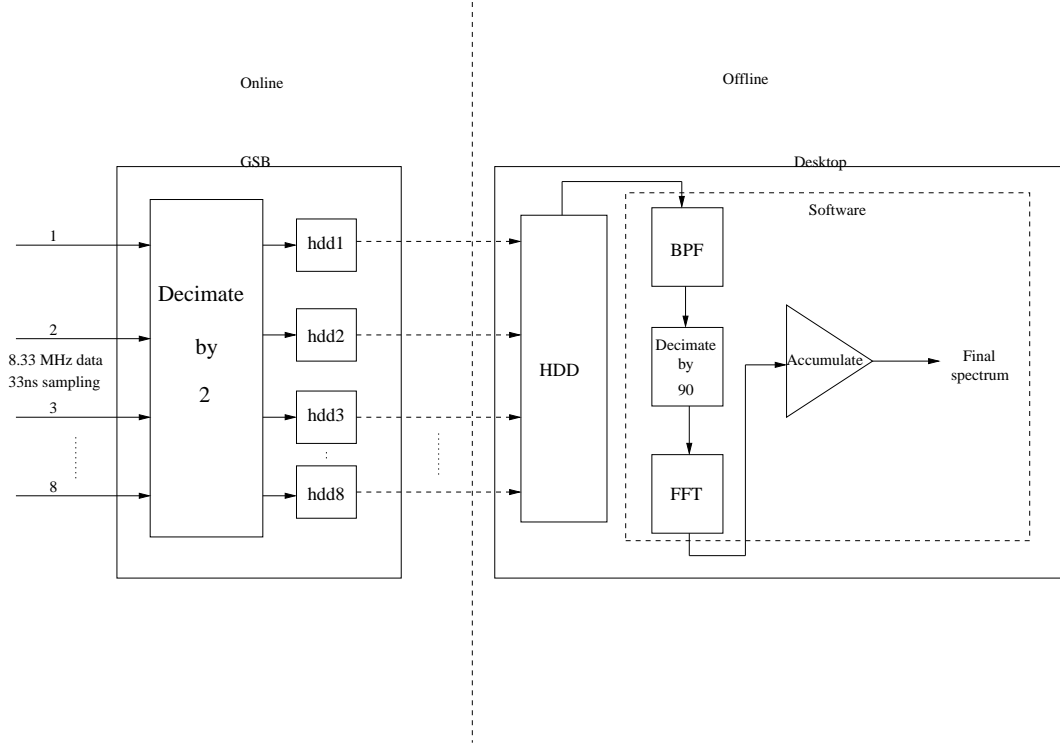 Online
Offline
GSB
Desktop
Software
1
2
8.33 MHz data
33ns sampling
3
8
Decimate
by
2
hdd1
hdd2
hdd3
hdd8
HDD
BPF
Decimate
by
90
FFT
Accumulate
Final
spectrum